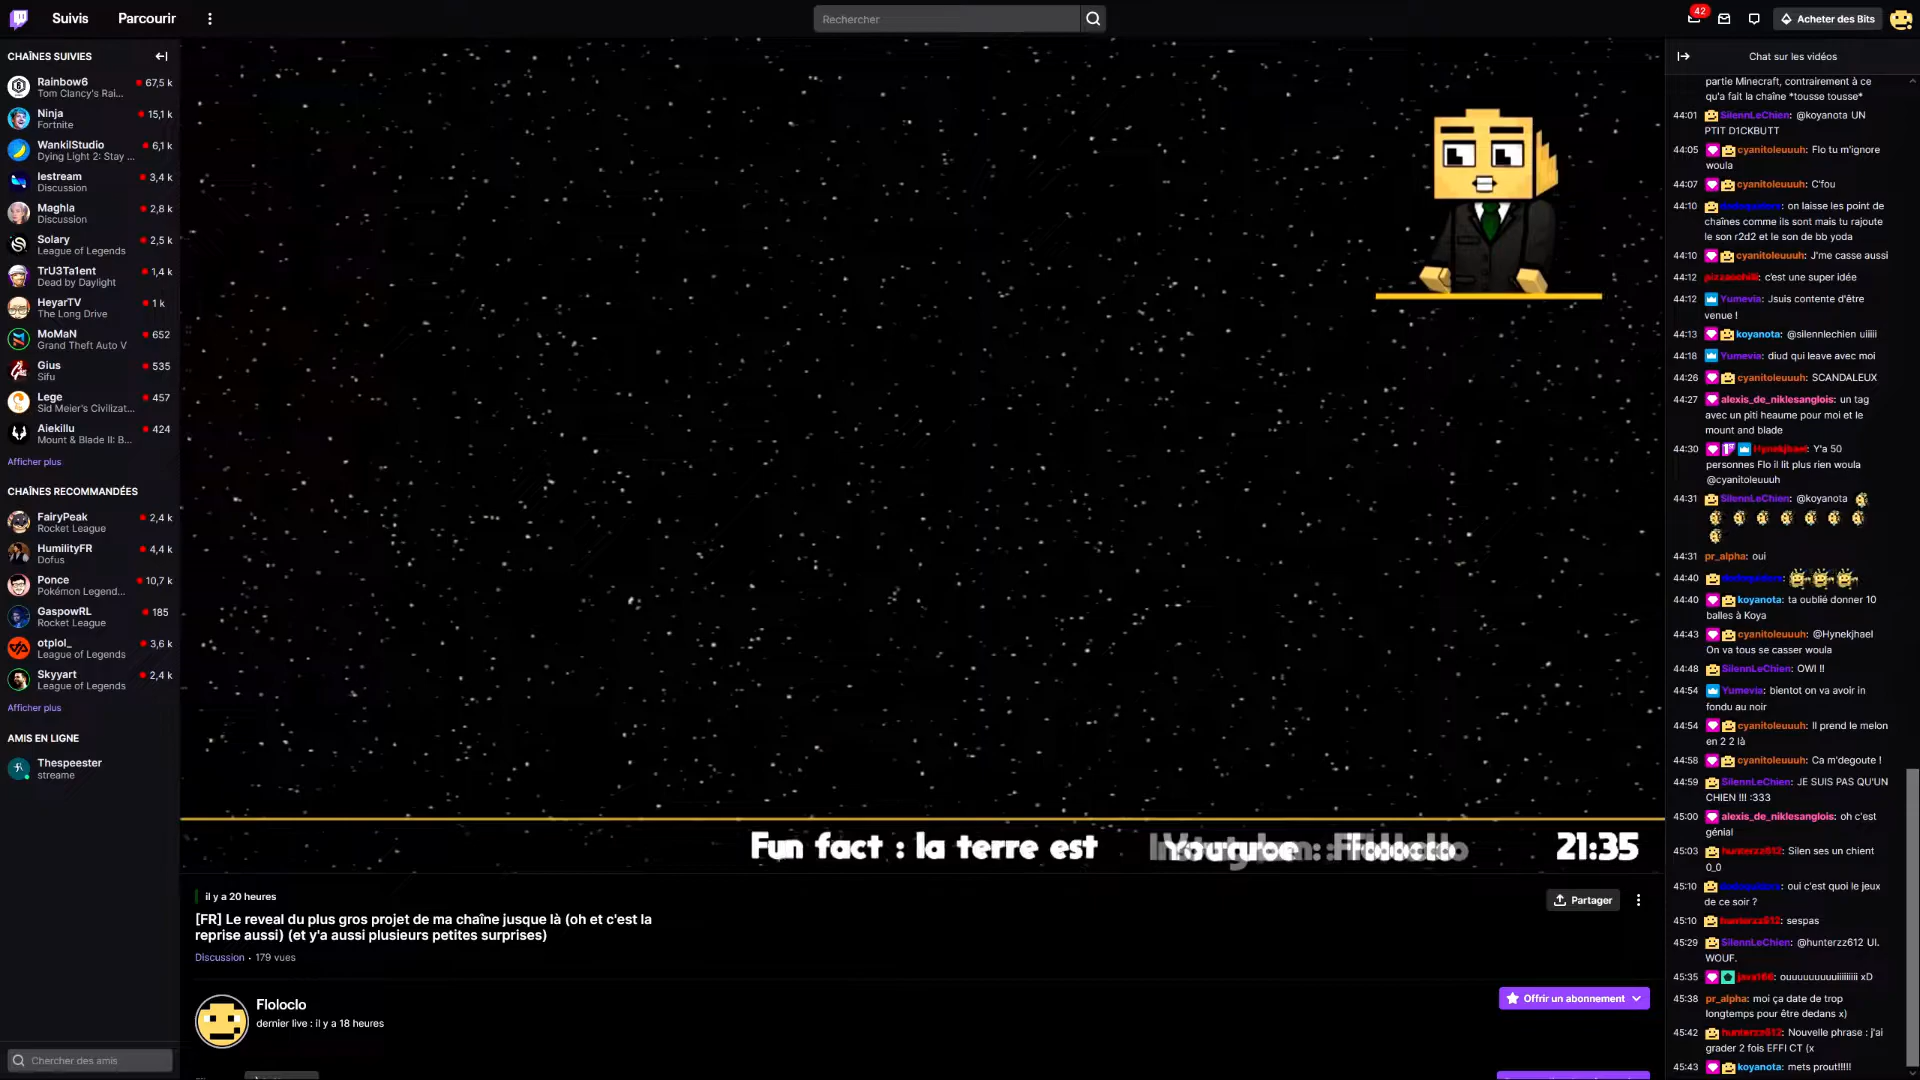 Suivis
Parcourir
Rechercher
42
Acheter des Bits
CHAÎNES SUIVIES
Rainbow6
67,5 k
Tom Clancy's Rai...
Ninja
15,1 k
Fortnite
WankilStudio
6,1 k
Dying Light 2: Stay ...
lestream
3,4 k
Discussion
Maghla
2,8 k
Discussion
Solary
2,5 k
League of Legends
TrU3Ta1ent
1,4 k
Dead by Daylight
HeyarTV
1 k
The Long Drive
MoMaN
652
Grand Theft Auto V
Gius
535
Sifu
Lege
457
Sid Meier's Civilizat...
Aiekillu
424
Mount & Blade II: B...
Afficher plus
CHAÎNES RECOMMANDÉES
FairyPeak
2,4 k
Rocket League
HumilityFR
4,4 k
Dofus
Ponce
10,7 k
Pokémon Legend...
GaspowRL
185
Rocket League
otplol_
3,6 k
League of Legends
Skyyart
2,4 k
League of Legends
Afficher plus
AMIS EN LIGNE
Thespeester
streame
Chercher des amis
Fun fact : la terre est
21:35
il y a 20 heures
[FR] Le reveal du plus gros projet de ma chaîne jusque là (oh et c'est la
reprise aussi) (et y'a aussi plusieurs petites surprises)
Discussion • 179 vues
Partager
Floloclo
dernier live : il y a 18 heures
Offrir un abonnement
Chat sur les vidéos
partie Minecraft, contrairement à ce
qu'a fait la chaîne *tousse tousse*
44:01 SilennLeChien: @koyanota UN
PTIT D1CKBUTT
44:05 cyanitoleuuuh: Flo tu m'ignore
woula
44:07 cyanitoleuuuh: C'fou
44:10 : on laisse les point de
chaînes comme ils sont mais tu rajoute
le son r2d2 et le son de bb yoda
44:10 cyanitoleuuuh: J'me casse aussi
44:12 : c'est une super idée
44:12 Yumevia: Jsuis contente d'être
venue !
44:13 koyanota: @silennlechien uiiiii
44:18 Yumevia: diud qui leave avec moi
44:26 cyanitoleuuuh: SCANDALEUX
44:27 alexis_de_niklesanglois: un tag
avec un piti heaume pour moi et le
mount and blade
44:30 Hynekjhael: Y'a 50
personnes Flo il lit plus rien woula
@cyanitoleuuuh
44:31 SilennLeChien: @koyanota
44:31 pr_alpha: oui
44:40
44:40 koyanota: ta oublié donner 10
balles à Koya
44:43 cyanitoleuuuh: @Hynekjhael
On va tous se casser woula
44:48 SilennLeChien: OWI !!
44:54 Yumevia: bientot on va avoir in
fondu au noir
44:54 cyanitoleuuuh: Il prend le melon
en 2 2 là
44:58 cyanitoleuuuh: Ca m'degoute !
44:59 SilennLeChien: JE SUIS PAS QU'UN
CHIEN !!! :333
45:00 alexis_de_niklesanglois: oh c'est
génial
45:03 hunterzz612: Silen ses un chient
0_0
45:10 : oui c'est quoi le jeux
de ce soir ?
45:10 hunterzz612: sespas
45:29 SilennLeChien: @hunterzz612 UI.
WOUF.
45:35 : ouuuuuuuuuiiiiiiiiii xD
45:38 pr_alpha: moi ça date de trop
longtemps pour être dedans x)
45:42 hunterzz612: Nouvelle phrase : j'ai
grader 2 fois EFFI CT (x
45:43 koyanota: mets prout!!!!!